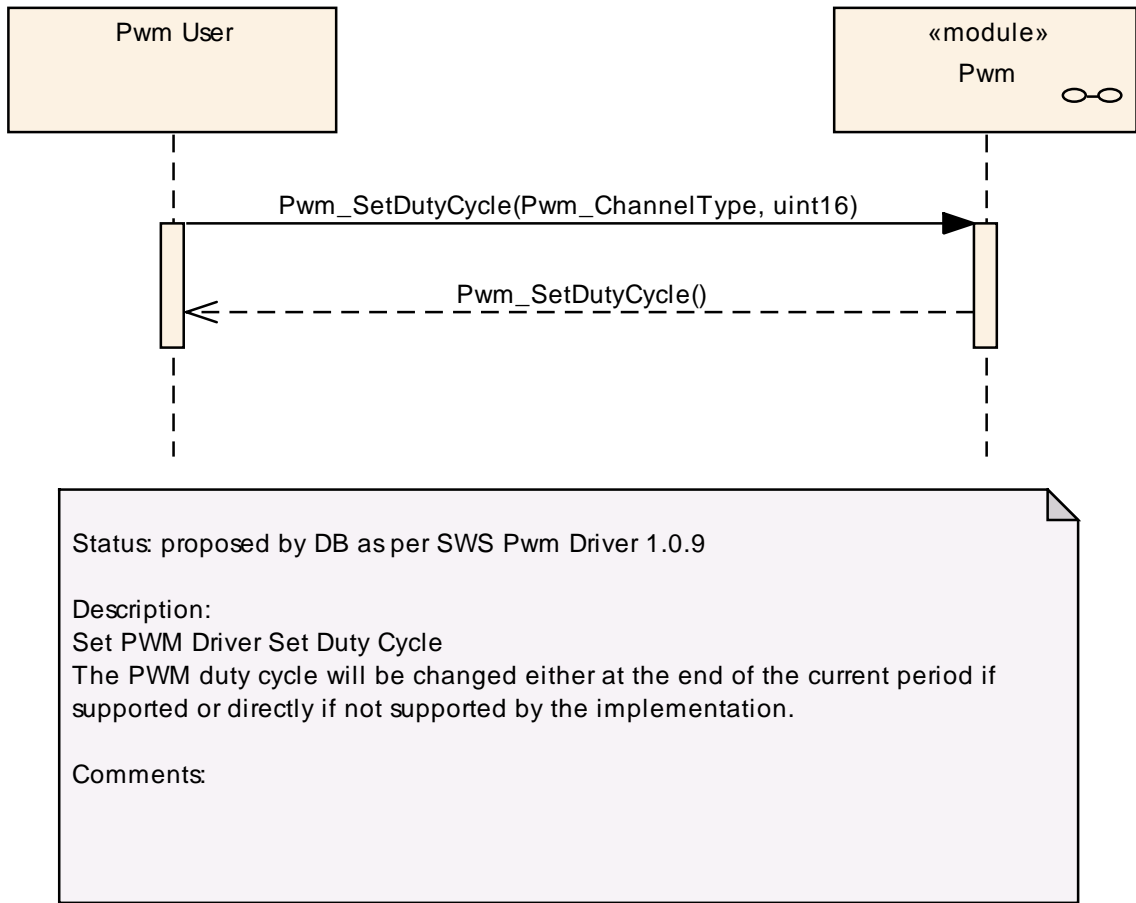 Pwm User
«module»
Pwm
Pwm_SetDutyCycle(Pwm_ChannelType, uint16)
Pwm_SetDutyCycle()
Status: proposed by DB as per SWS Pwm Driver 1.0.9
Description:
Set PWM Driver Set Duty Cycle
The PWM duty cycle will be changed either at the end of the current period if
supported or directly if not supported by the implementation.
Comments: